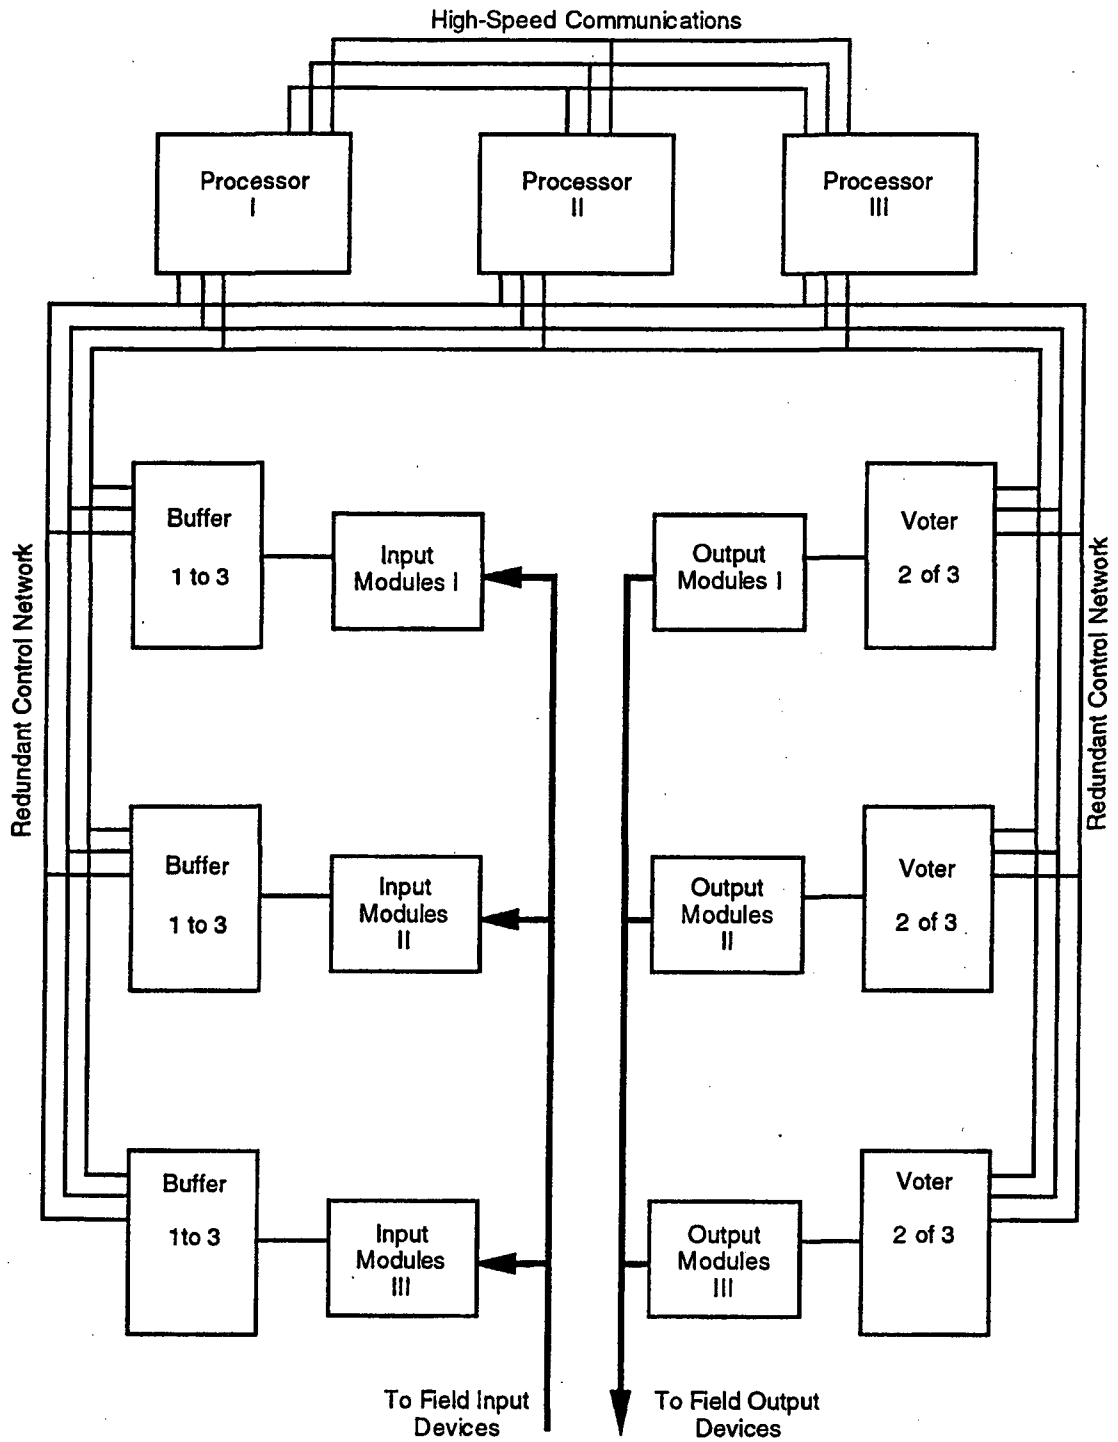 High-Speed Communications
Processor
I
Processor
II
Processor
III
Redundant Control Network
Redundant Control Network
Buffer
1 to 3
Input
Modules I
Output
Modules I
Voter
2 of 3
Buffer
1 to 3
Input
Modules
II
Output
Modules
II
Voter
2 of 3
Buffer
1to 3
Input
Modules
III
Output
Modules
III
Voter
2 of 3
To Field Input
Devices
To Field Output
Devices